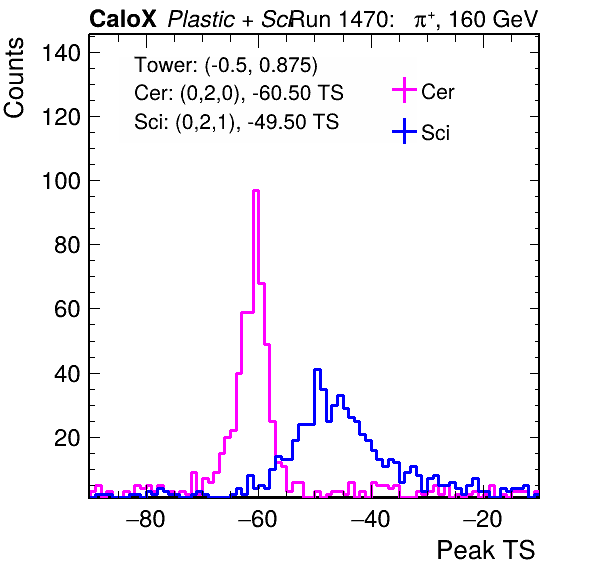 CaloX Plastic + Sci Run 1470: π+, 160 GeV
Counts
140
120
100
80
60
40
20
Tower: (-0.5, 0.875)
Cer: (0,2,0), -60.50 TS
Sci: (0,2,1), -49.50 TS
Cer
Sci
−80 −60 −40 −20
Peak TS